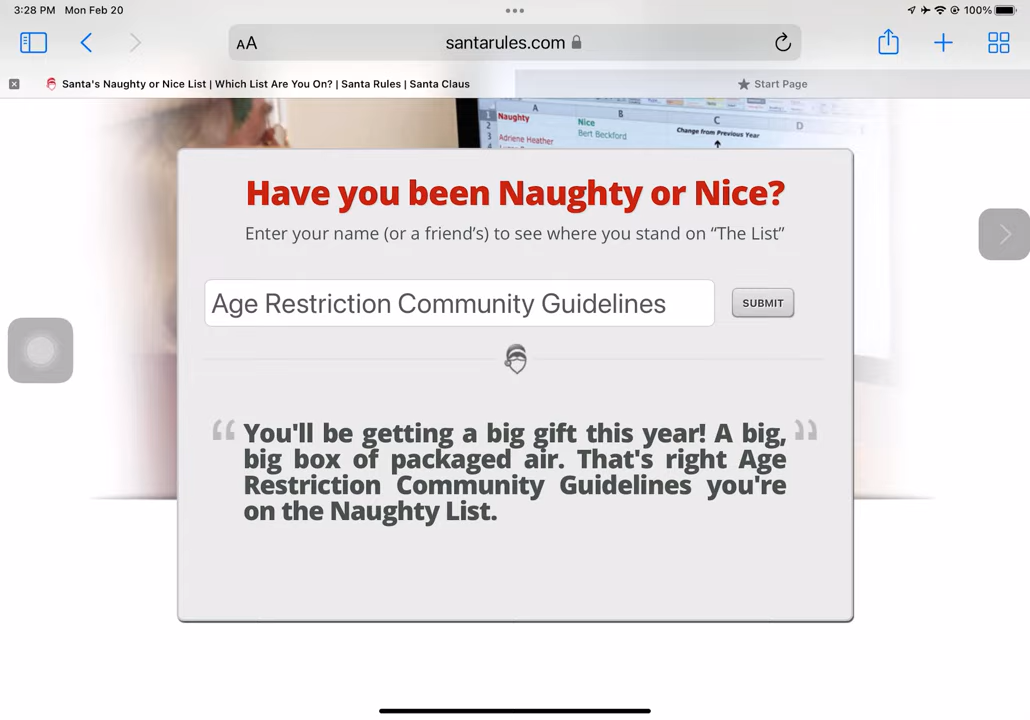 3:28 PM Mon Feb 20
100%
AA
santarules.com
Santa's Naughty or Nice List | Which List Are You On? | Santa Rules | Santa Claus
Start Page
A
B
C
D
1
2
3
Naughty
Nice
Adriene Heather
Bert Beckford
Change from Previous Year
Have you been Naughty or Nice?
Enter your name (or a friend's) to see where you stand on “The List”
Age Restriction Community Guidelines
SUBMIT
“ You'll be getting a big gift this year! A big, ”
big box of packaged air. That's right Age
Restriction Community Guidelines you're
on the Naughty List.